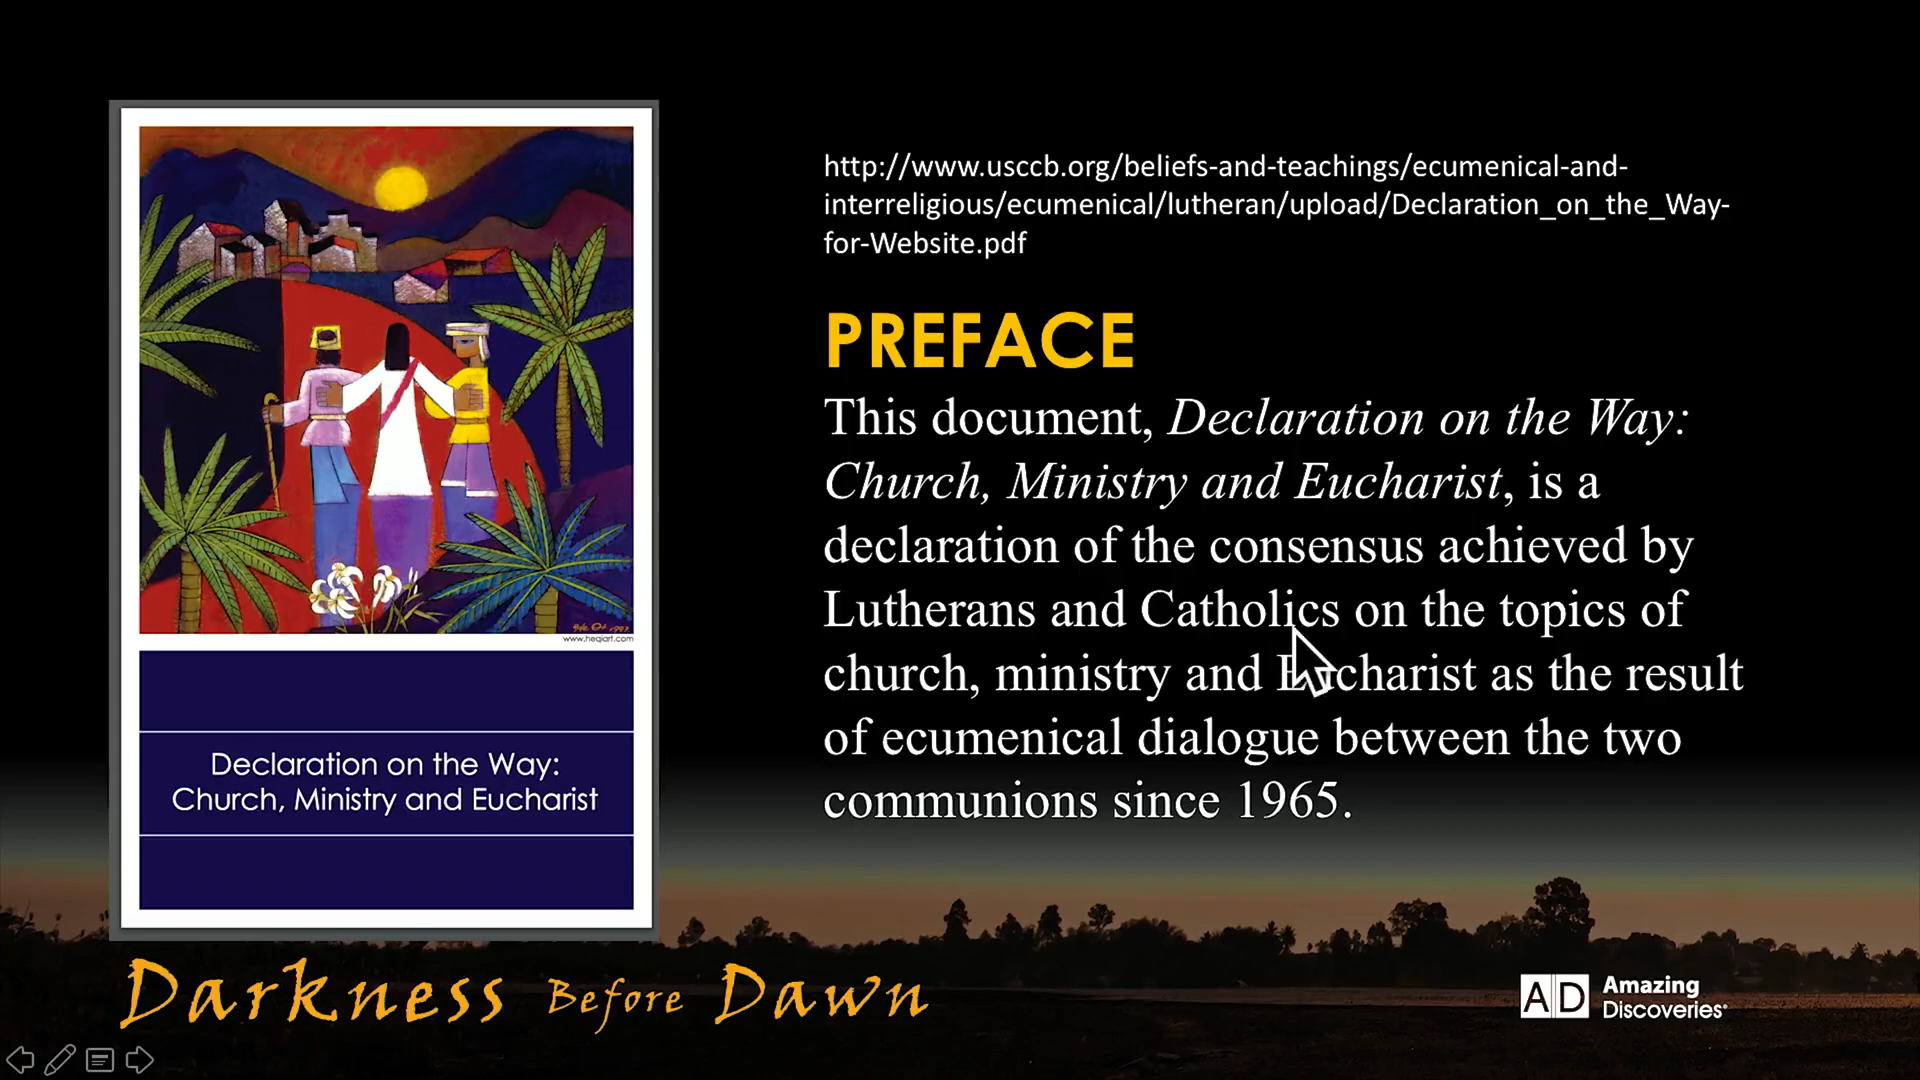 http://www.usccb.org/beliefs-and-teachings/ecumenical-and-
interreligious/ecumenical/lutheran/upload/Declaration_on_the_Way-
for-Website.pdf
PREFACE
This document, Declaration on the Way:
Church, Ministry and Eucharist, is a
declaration of the consensus achieved by
Lutherans and Catholics on the topics of
church, ministry and Eucharist as the result
of ecumenical dialogue between the two
communions since 1965.
www.heqiart.com
Declaration on the Way:
Church, Ministry and Eucharist
Darkness Before Dawn
AD Amazing
Discoveries